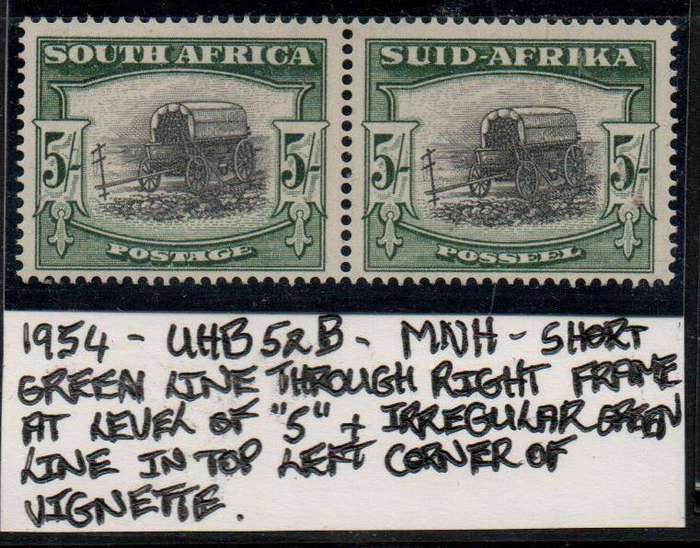 SOUTH AFRICA SUID-AFRIKA
5/- 5/- 5/- 5/-
POSTAGE POSSEEL
1954 - UHB 52B - MNH - SHORT
GREEN LINE THROUGH RIGHT FRAME
AT LEVEL OF "5" + IRREGULAR GREEN
LINE IN TOP LEFT CORNER OF
VIGNETTE.